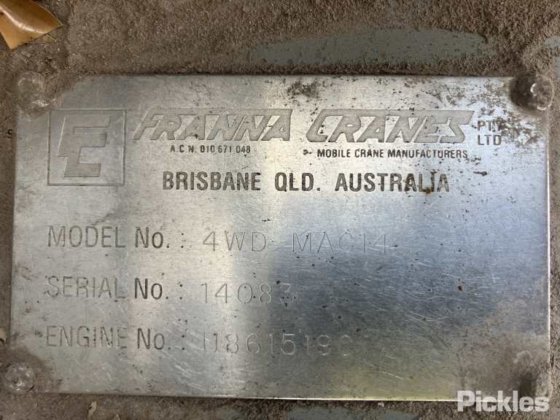 E FRANNA CRANES PTY LTD
A.C.N. 010 671 048 MOBILE CRANE MANUFACTURERS
BRISBANE QLD. AUSTRALIA
MODEL No.: 4WD MAC14
SERIAL No.: 14083
ENGINE No.:
Pickles